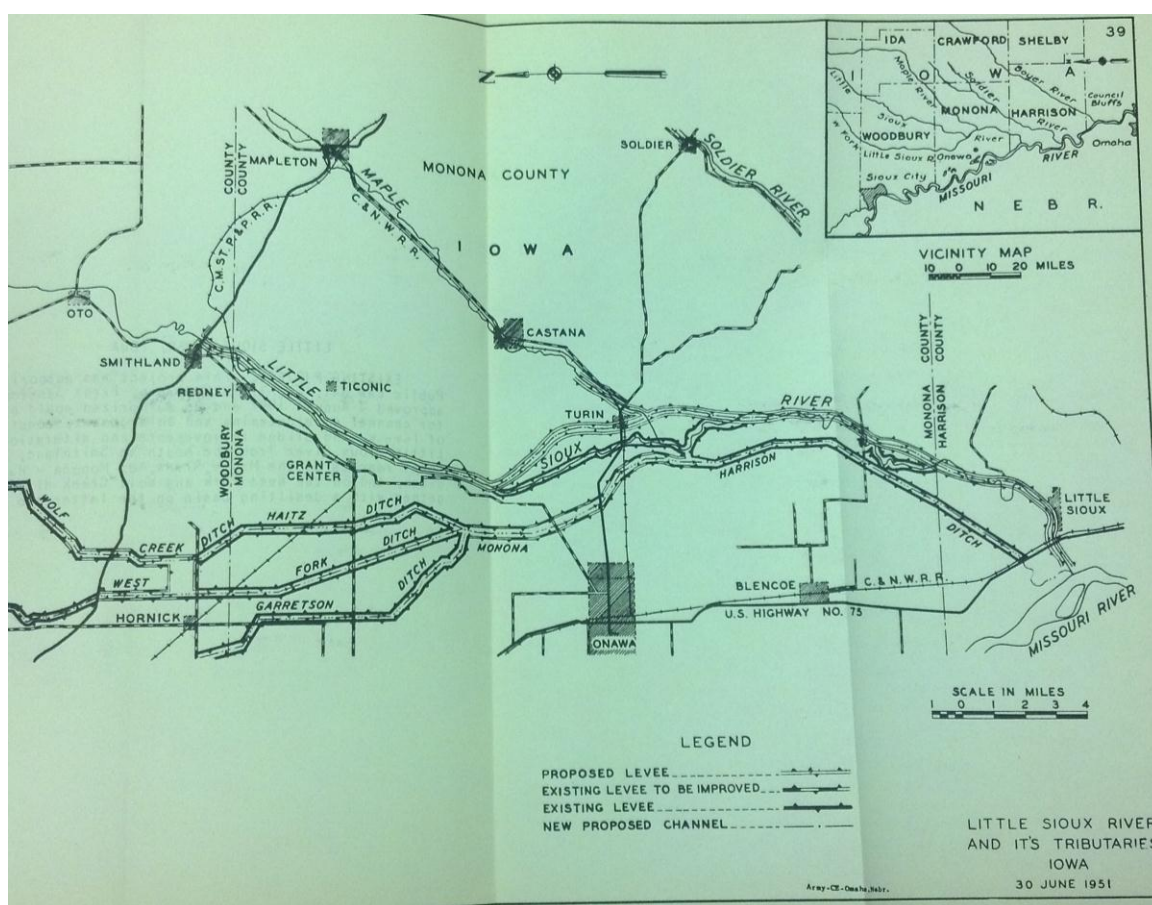 39
IDA CRAWFORD SHELBY
I O W A
Maple River
Soldier River
Boyer River
Little Sioux River
MONONA HARRISON
Council Bluffs
W Fork
WOODBURY
Little Sioux R. Onawa
Omaha
Sioux City
MISSOURI RIVER
N E B R.
VICINITY MAP
10 0 10 20 MILES
N
MAPLETON
COUNTY
COUNTY
MONONA COUNTY
SOLDIER
SOLDIER RIVER
MAPLE
C. & N. W. R. R.
C. M. ST. P. & P. R. R.
I O W A
OTO
CASTANA
COUNTY
COUNTY
SMITHLAND
LITTLE
REDNEY
TICONIC
RIVER
MONONA
HARRISON
TURIN
WOODBURY
MONONA
GRANT
CENTER
SIOUX
HARRISON
LITTLE
SIOUX
WOLF
DITCH
HAITZ
DITCH
CREEK
DITCH
MONONA
DITCH
WEST
FORK
DITCH
BLENCOE
C. & N. W. R. R.
HORNICK
GARRETSON
U.S. HIGHWAY NO. 75
ONAWA
MISSOURI RIVER
SCALE IN MILES
1 0 1 2 3 4
LEGEND
PROPOSED LEVEE
EXISTING LEVEE TO BE IMPROVED
EXISTING LEVEE
NEW PROPOSED CHANNEL
LITTLE SIOUX RIVER
AND IT'S TRIBUTARIES
IOWA
30 JUNE 1951
Army-CE-Omaha, Nebr.